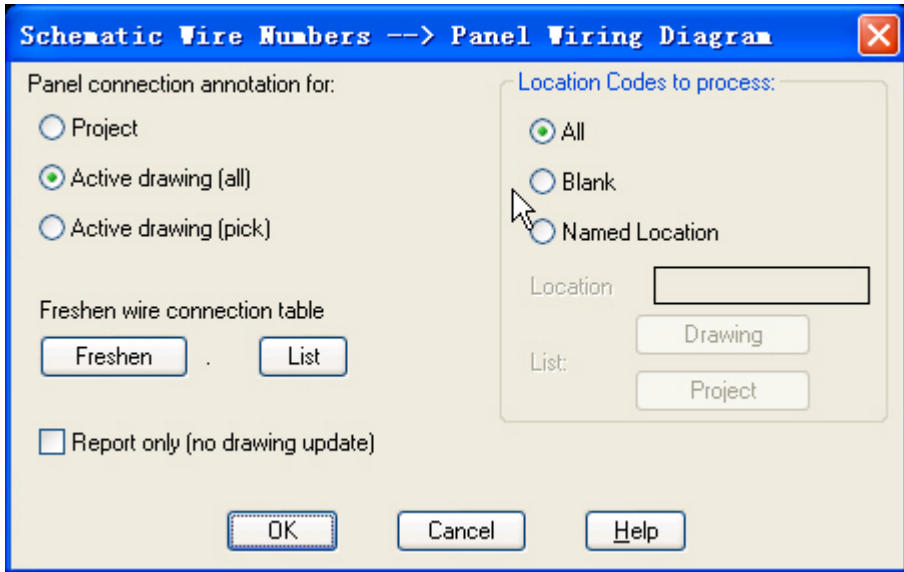 Schematic Wire Numbers --> Panel Wiring Diagram
Panel connection annotation for:
Project
Active drawing (all)
Active drawing (pick)
Freshen wire connection table
Freshen . List
Report only (no drawing update)
Location Codes to process:
All
Blank
Named Location
Location
List:
Drawing
Project
OK Cancel Help